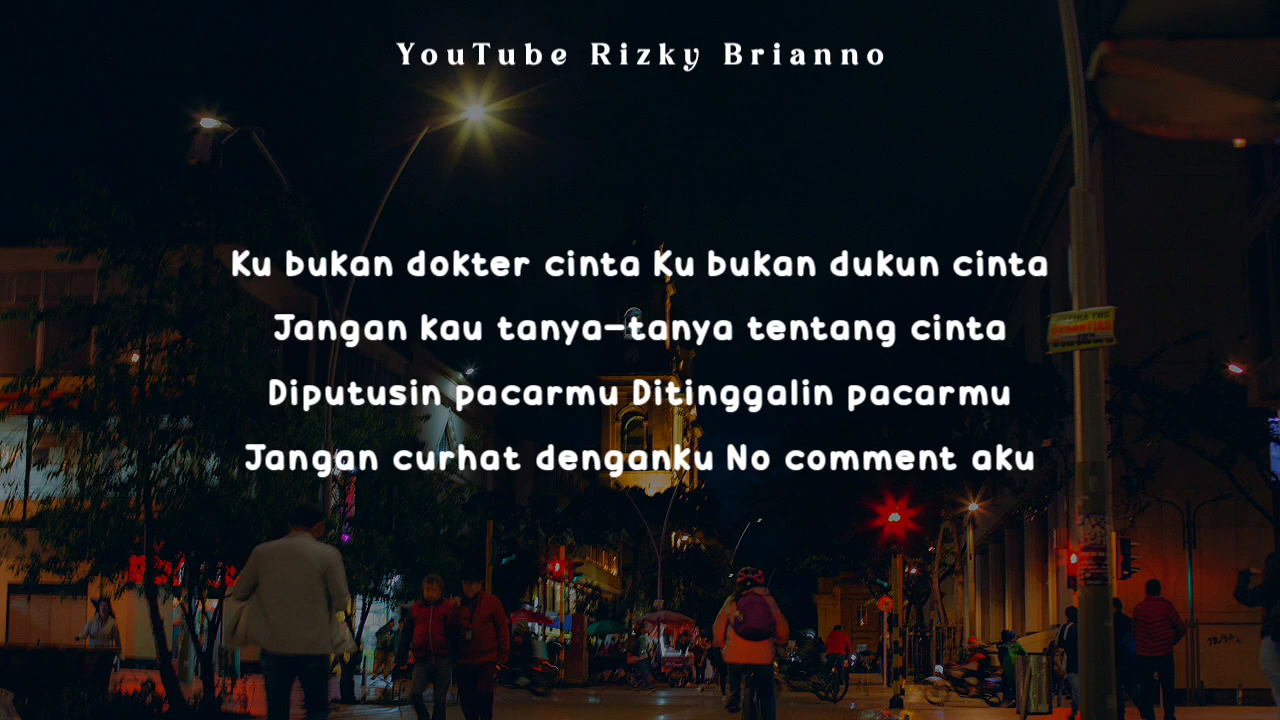 YouTube Rizky Brianno
Ku bukan dokter cinta Ku bukan dukun cinta
Jangan kau tanya-tanya tentang cinta
Diputusin pacarmu Ditinggalin pacarmu
Jangan curhat denganku No comment aku